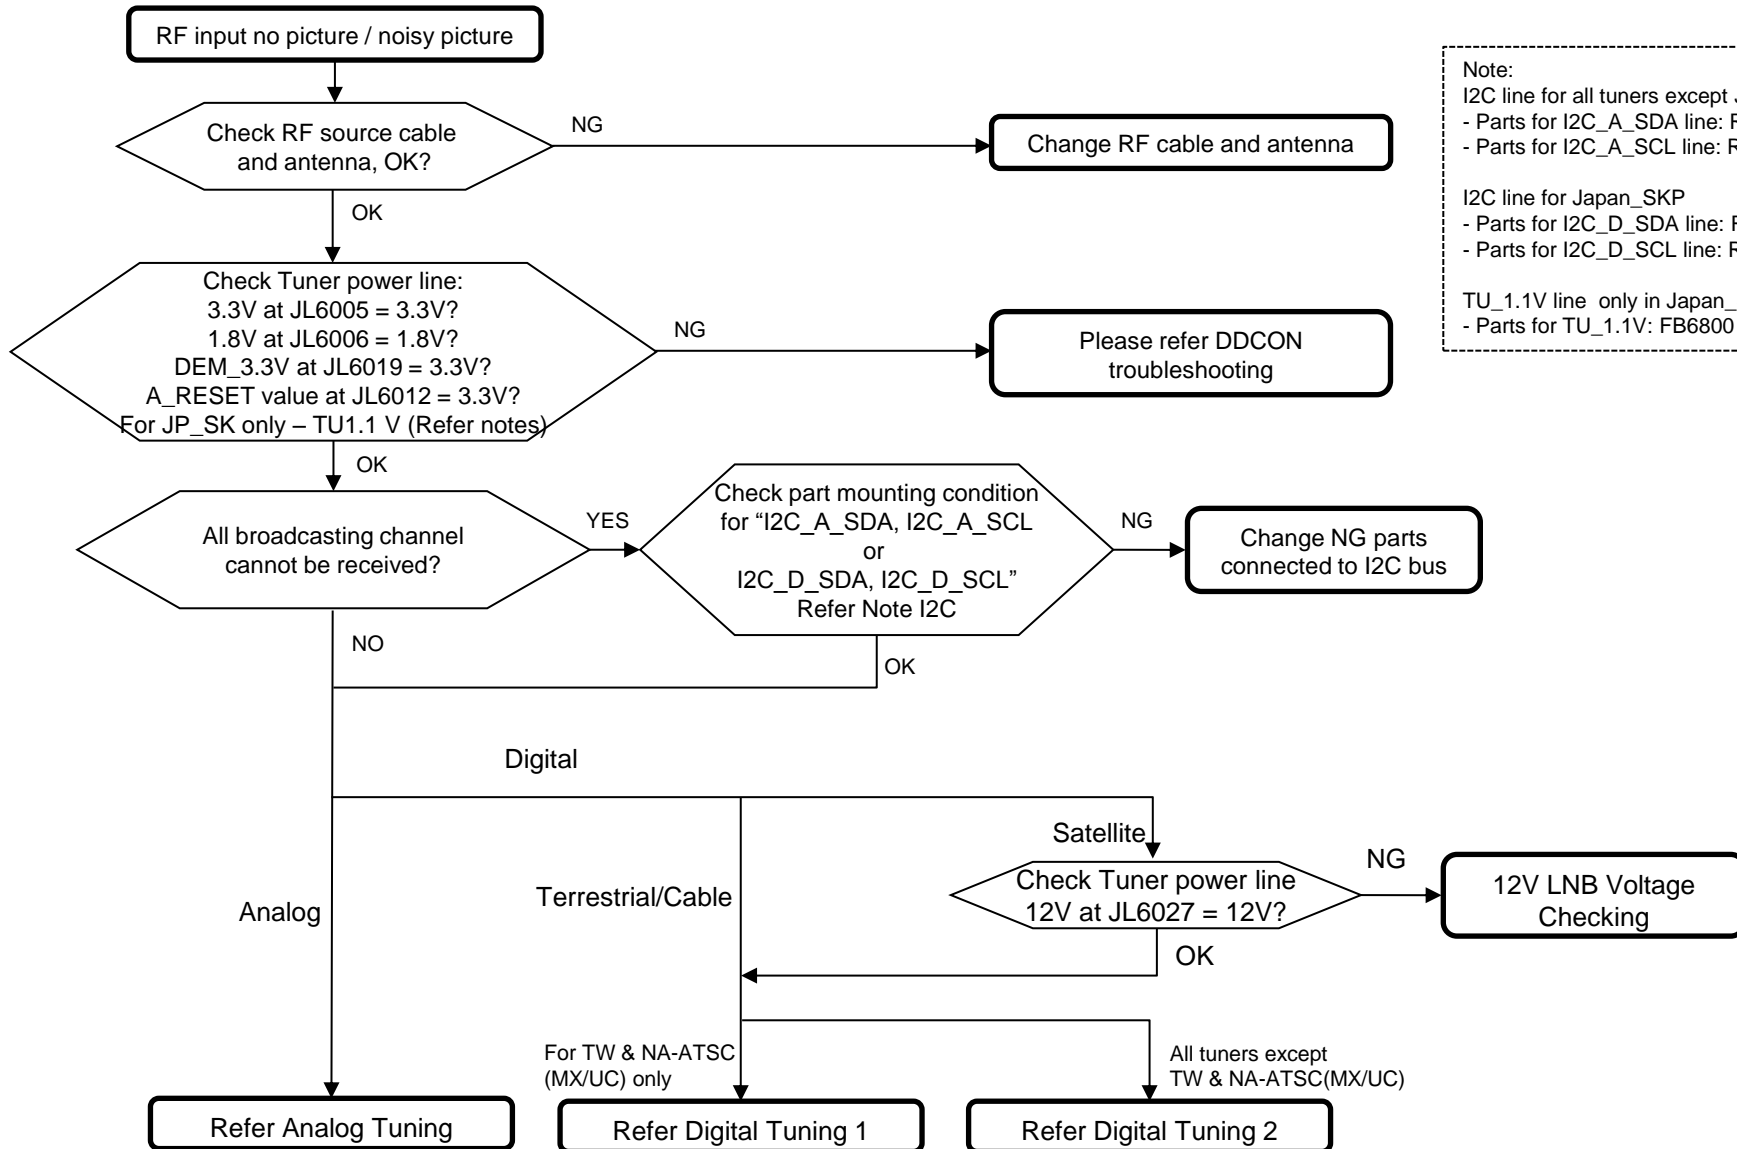 RF input no picture / noisy picture
Check RF source cable
and antenna, OK?
NG
Change RF cable and antenna
OK
Note:
I2C line for all tuners except
- Parts for I2C_A_SDA line:
- Parts for I2C_A_SCL line:
I2C line for Japan_SKP
- Parts for I2C_D_SDA line:
- Parts for I2C_D_SCL line:
TU_1.1V line only in Japan_
- Parts for TU_1.1V: FB6800
Check Tuner power line:
3.3V at JL6005 = 3.3V?
1.8V at JL6006 = 1.8V?
DEM_3.3V at JL6019 = 3.3V?
A_RESET value at JL6012 = 3.3V?
For JP_SK only – TU1.1 V (Refer notes)
NG
Please refer DDCON
troubleshooting
OK
All broadcasting channel
cannot be received?
YES
Check part mounting condition
for “I2C_A_SDA, I2C_A_SCL
or
I2C_D_SDA, I2C_D_SCL”
Refer Note I2C
NG
Change NG parts
connected to I2C bus
NO
OK
Digital
Analog
Terrestrial/Cable
Satellite
Check Tuner power line
12V at JL6027 = 12V?
NG
12V LNB Voltage
Checking
OK
For TW & NA-ATSC
(MX/UC) only
All tuners except
TW & NA-ATSC(MX/UC)
Refer Analog Tuning
Refer Digital Tuning 1
Refer Digital Tuning 2